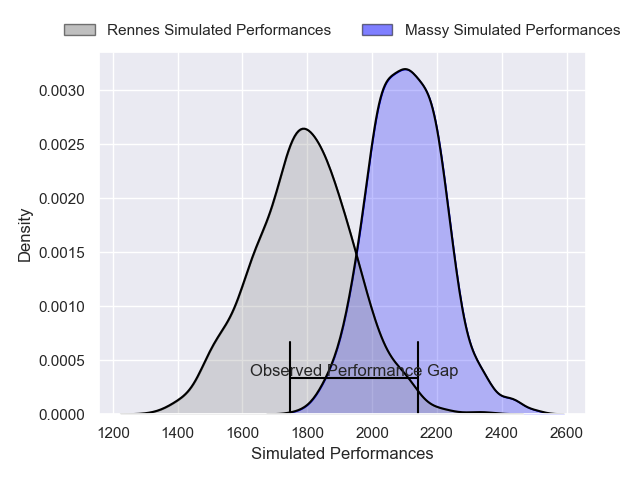 Rennes Simulated Performances
Massy Simulated Performances
0.0030
0.0025
0.0020
0.0015
0.0010
0.0005
0.0000
Density
Observed Performance Gap
1200 1400 1600 1800 2000 2200 2400 2600
Simulated Performances